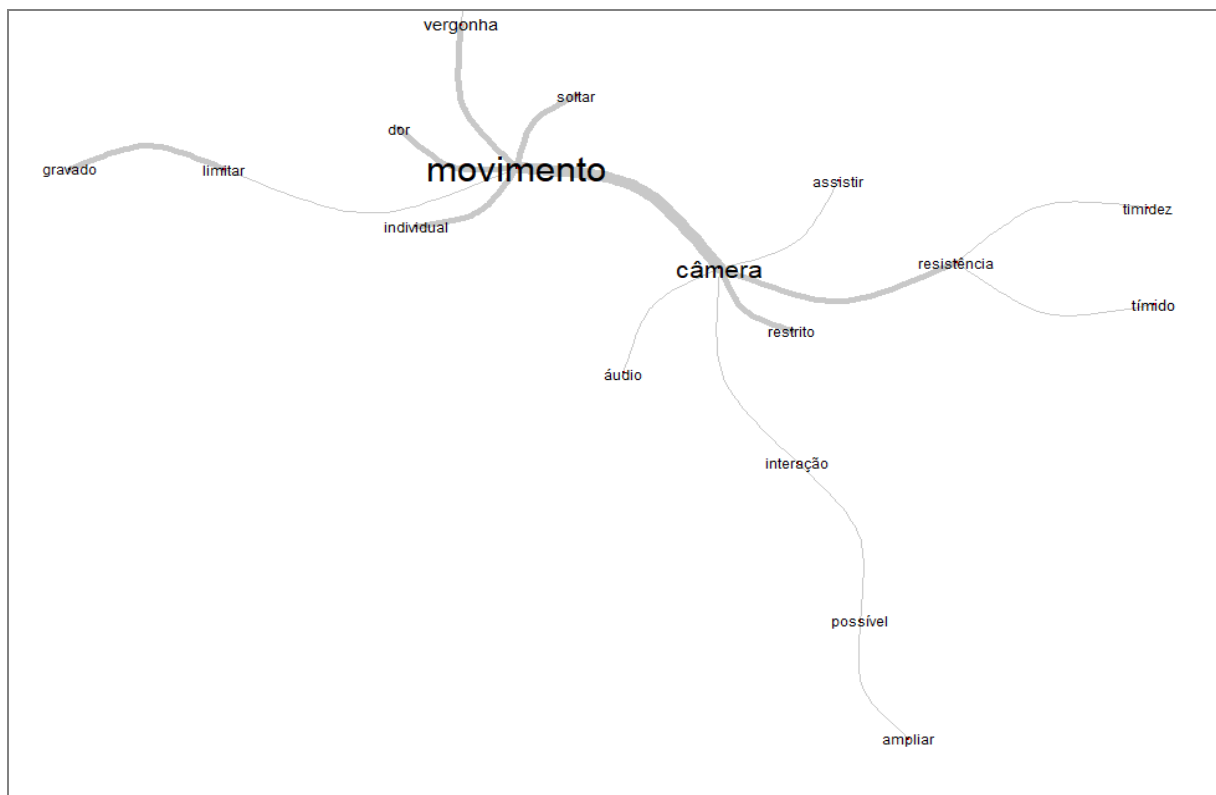 vergonha
soltar
dor
movimento
gravado
limitar
assistir
timidez
individual
resistência
câmera
tímido
restrito
áudio
interação
possível
ampliar